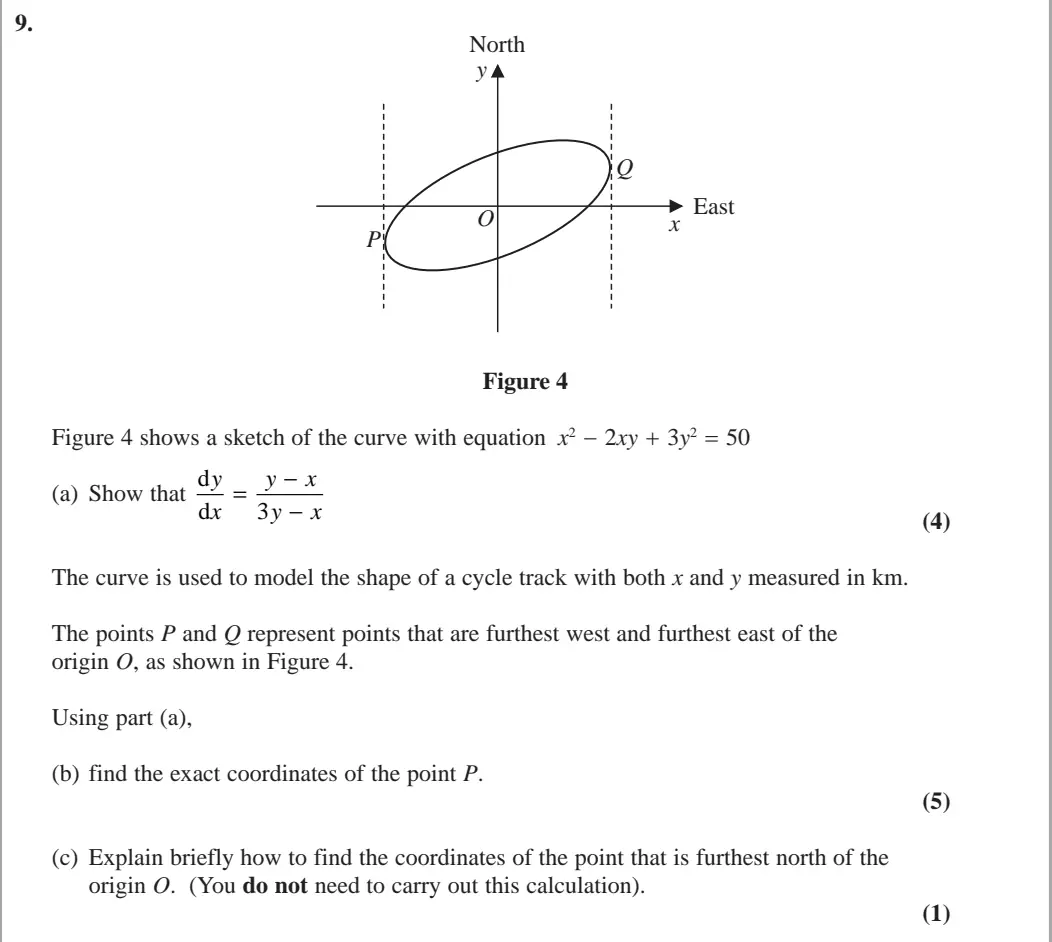 9.
North
y
Q
O
East
x
P
Figure 4
Figure 4 shows a sketch of the curve with equation x² − 2xy + 3y² = 50
(a) Show that dy/dx = (y − x)/(3y − x)
(4)
The curve is used to model the shape of a cycle track with both x and y measured in km.
The points P and Q represent points that are furthest west and furthest east of the
origin O, as shown in Figure 4.
Using part (a),
(b) find the exact coordinates of the point P.
(5)
(c) Explain briefly how to find the coordinates of the point that is furthest north of the
origin O. (You do not need to carry out this calculation).
(1)